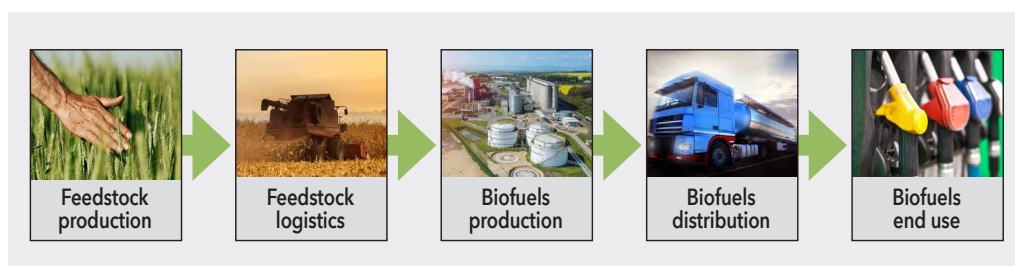 Feedstock
production
Feedstock
logistics
Biofuels
production
Biofuels
distribution
Biofuels
end use